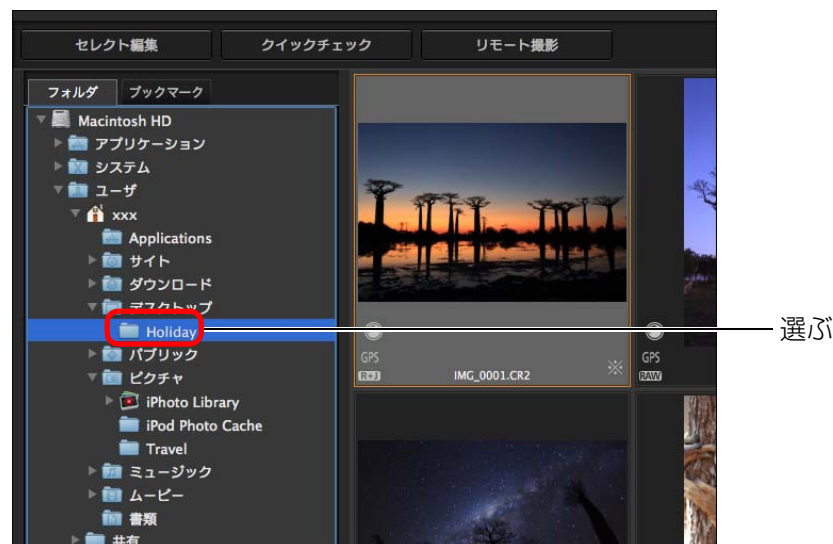 セレクト編集 クイックチェック リモート撮影
フォルダ ブックマーク
Macintosh HD
アプリケーション
システム
ユーザ
xxx
Applications
サイト
ダウンロード
デスクトップ
Holiday
選ぶ
パブリック
ピクチャ
iPhoto Library
iPod Photo Cache
Travel
ミュージック
ムービー
書類
共有
GPS
R+J IMG_0001.CR2
GPS
RAW